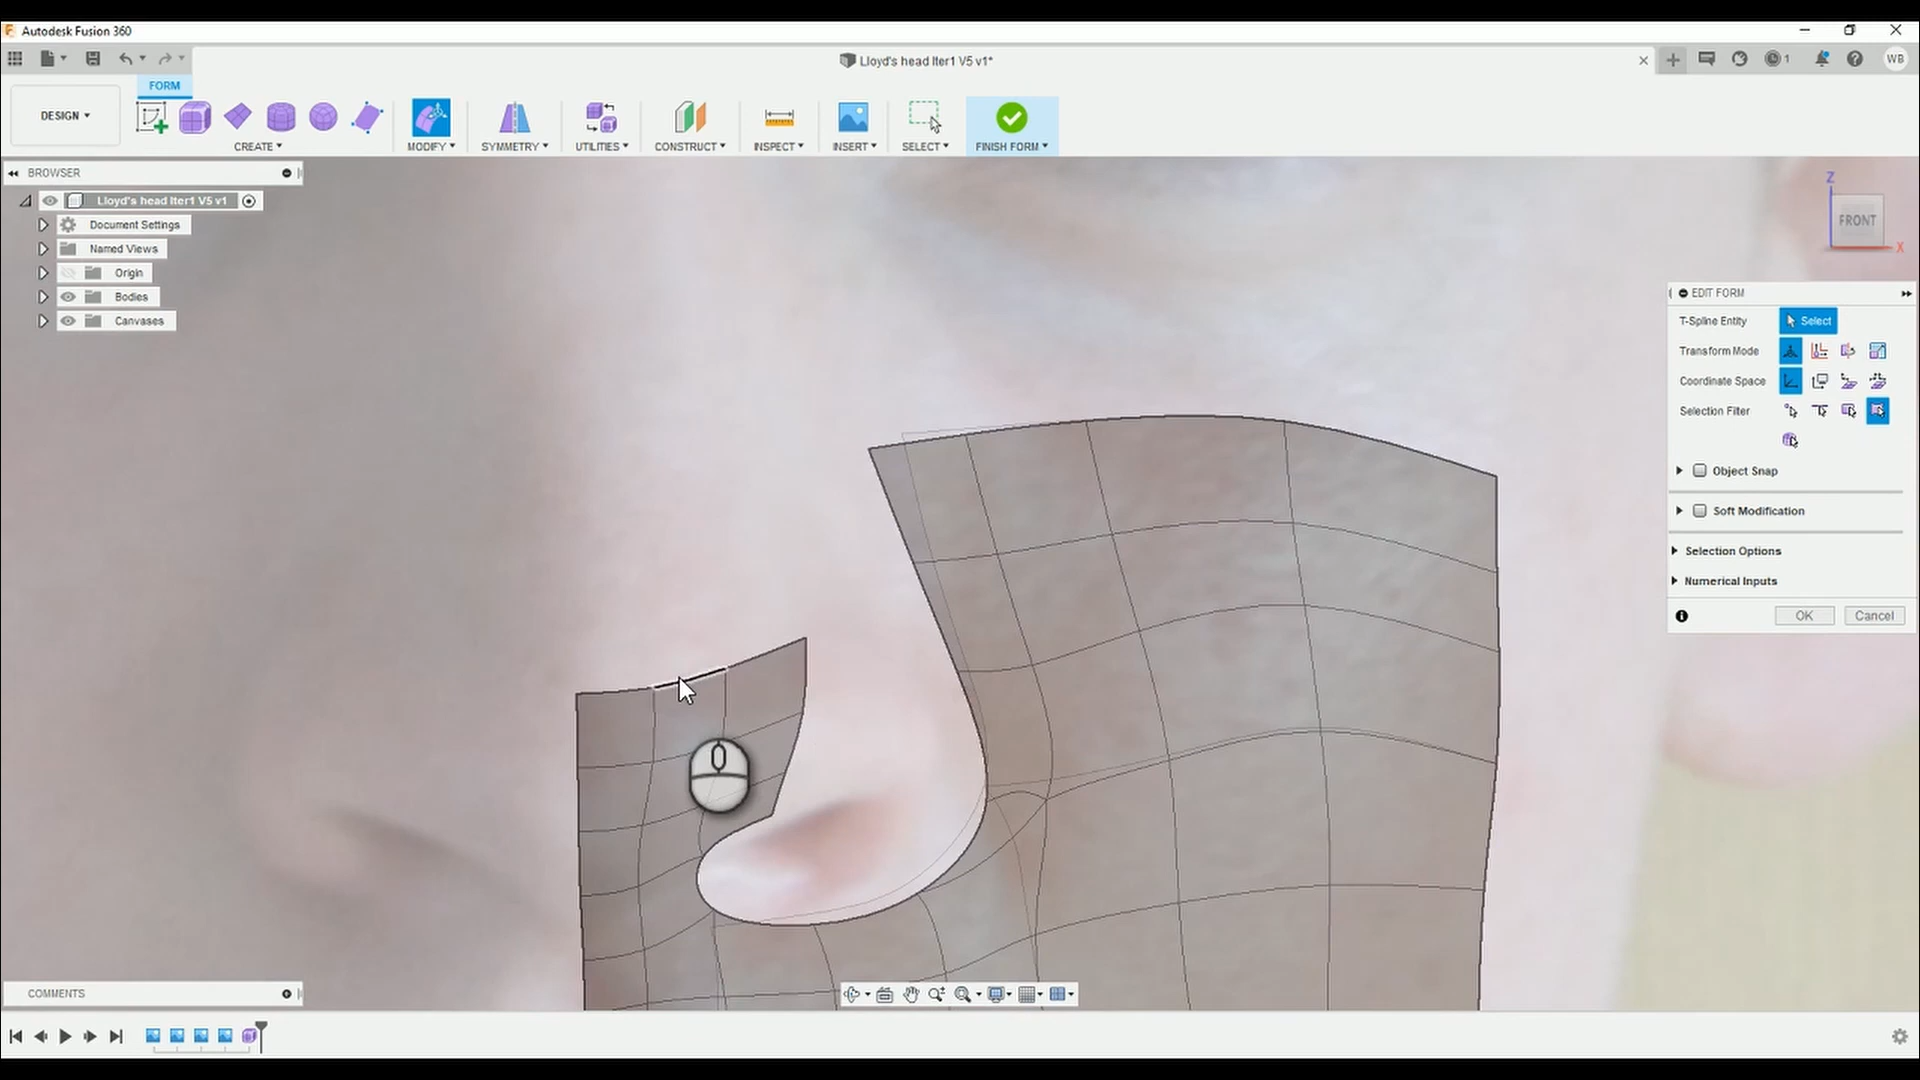 Autodesk Fusion 360
Lloyd's head Iter1 V5 v1*
1
WB
FORM
DESIGN
CREATE
MODIFY
SYMMETRY
UTILITIES
CONSTRUCT
INSPECT
INSERT
SELECT
FINISH FORM
BROWSER
Lloyd's head Iter1 V5 v1
Document Settings
Named Views
Origin
Bodies
Canvases
Z
FRONT
X
EDIT FORM
T-Spline Entity
Select
Transform Mode
Coordinate Space
Selection Filter
Object Snap
Soft Modification
Selection Options
Numerical Inputs
OK
Cancel
COMMENTS